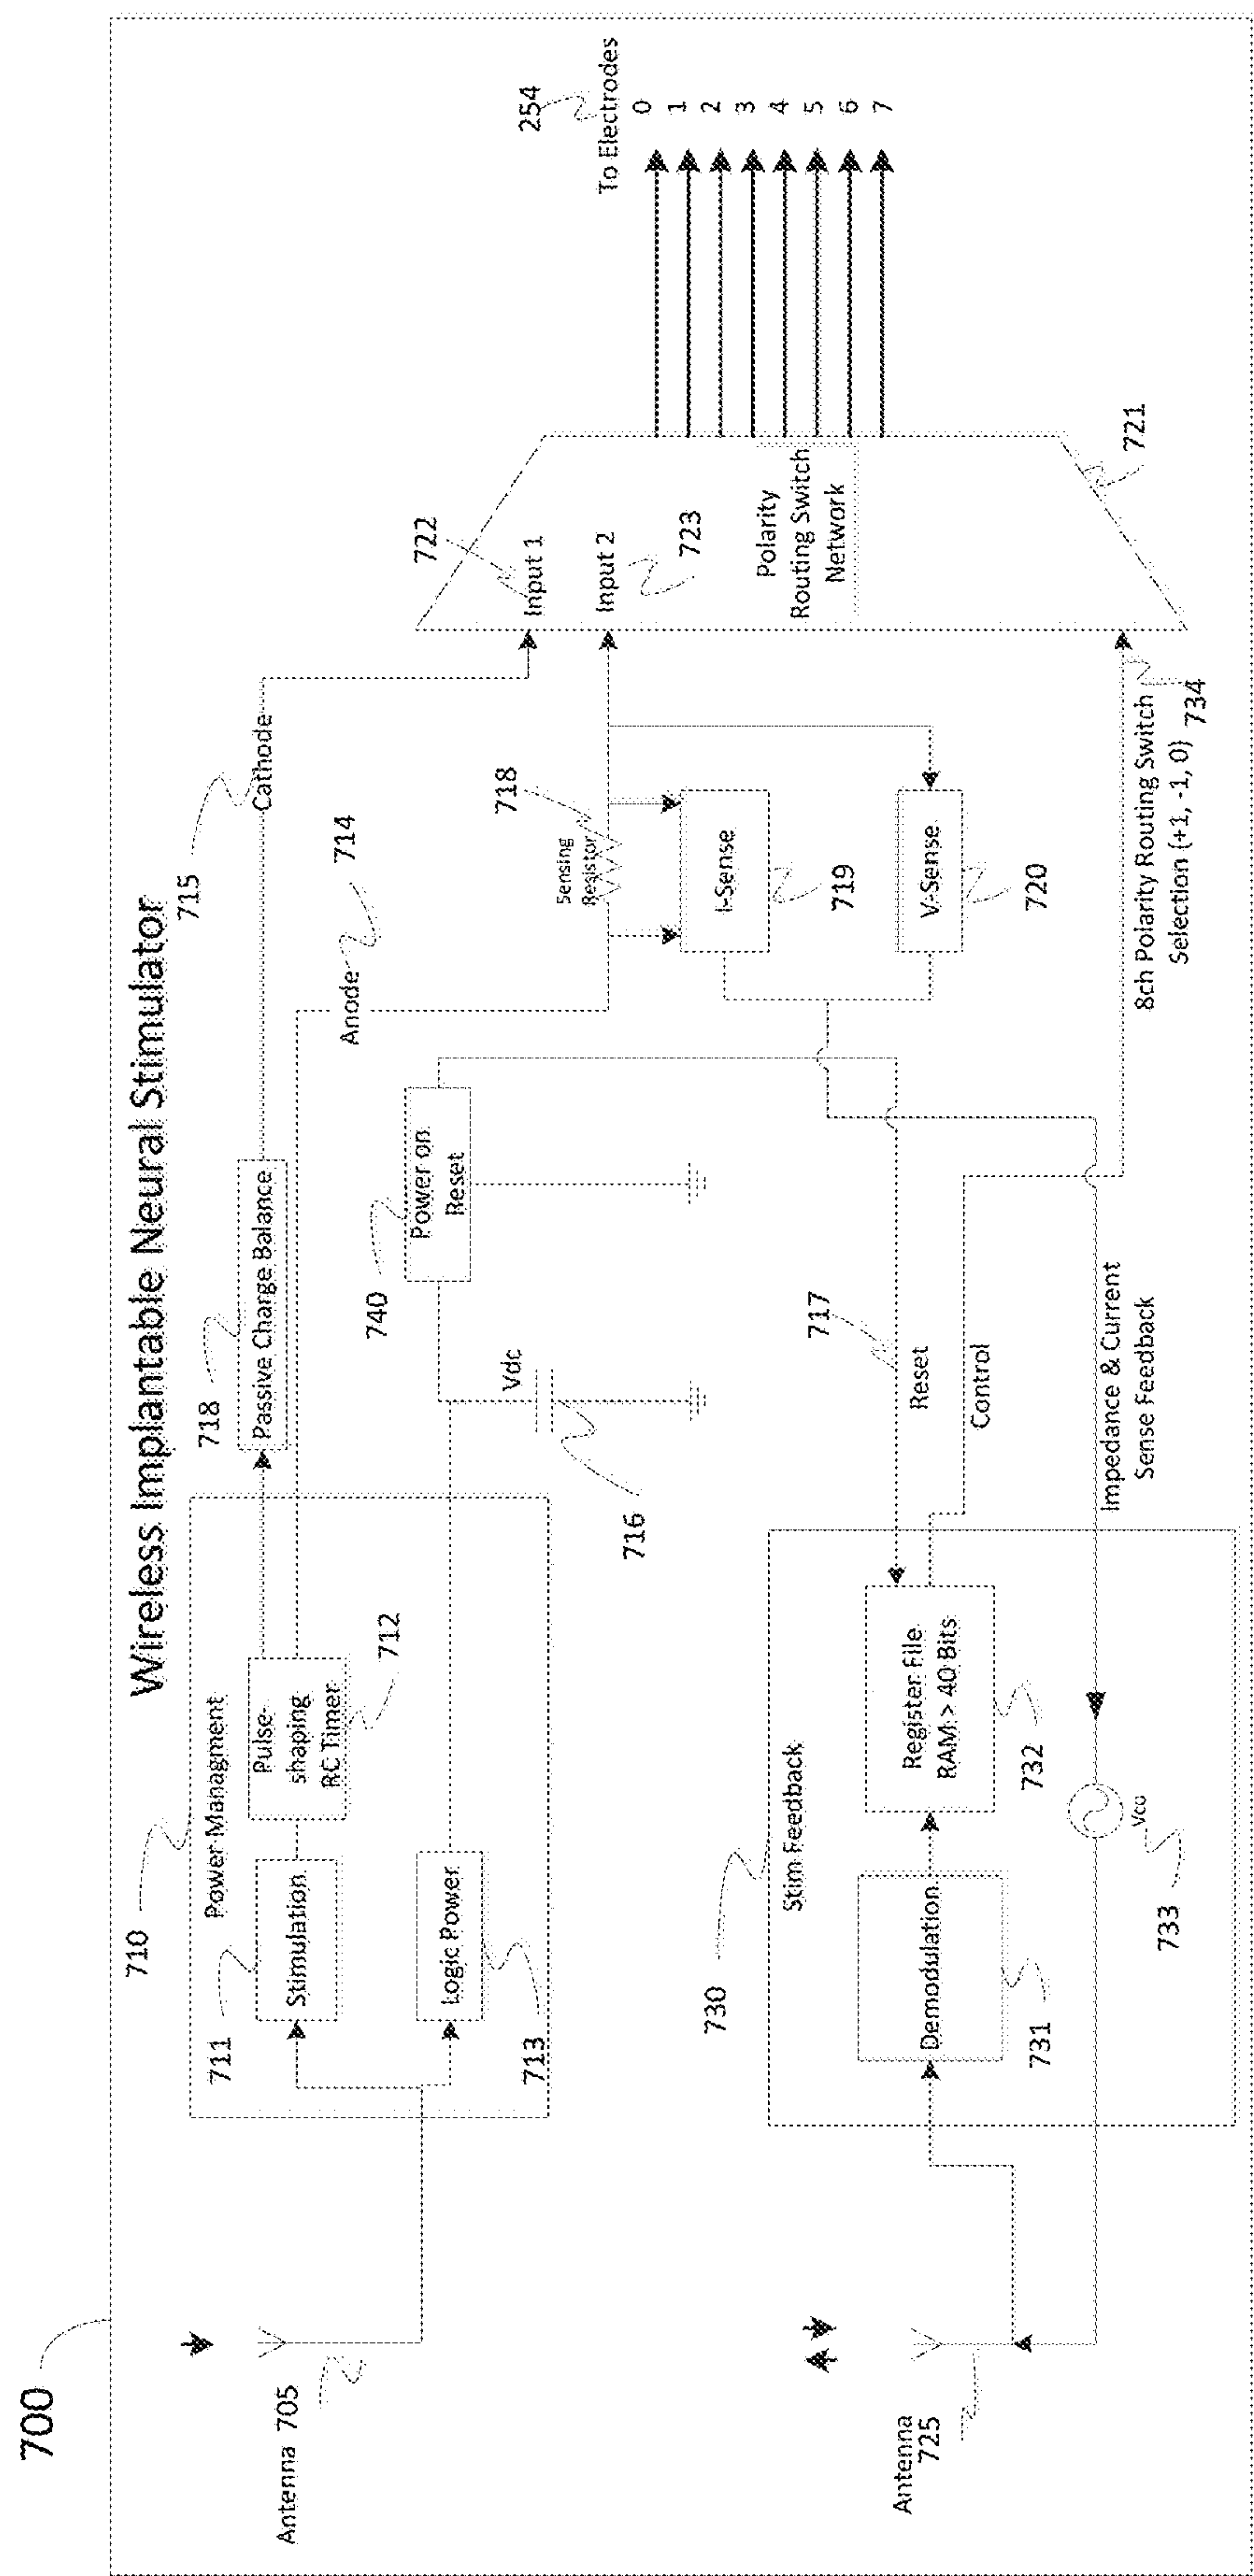 700
Wireless Implantable Neural Stimulator
710
Power Managment
711
Stimulation
Pulse-
shaping
RC Timer
712
Logic Power
713
Antenna 705
718
Passive Charge Balance
715
Cathode
Anode
714
740
Power on
Reset
Vdc
716
718
Sensing
Resistor
I-Sense
719
V-Sense
720
722
Input 1
Input 2
723
Polarity
Routing Switch
Network
721
254
To Electrodes
0
1
2
3
4
5
6
7
717
Reset
Control
8ch Polarity Routing Switch
Selection (+1, -1, 0)
734
Impedance & Current
Sense Feedback
730
Stim Feedback
Demodulation
731
Register File
RAM > 40 Bits
732
Vco
733
Antenna
725